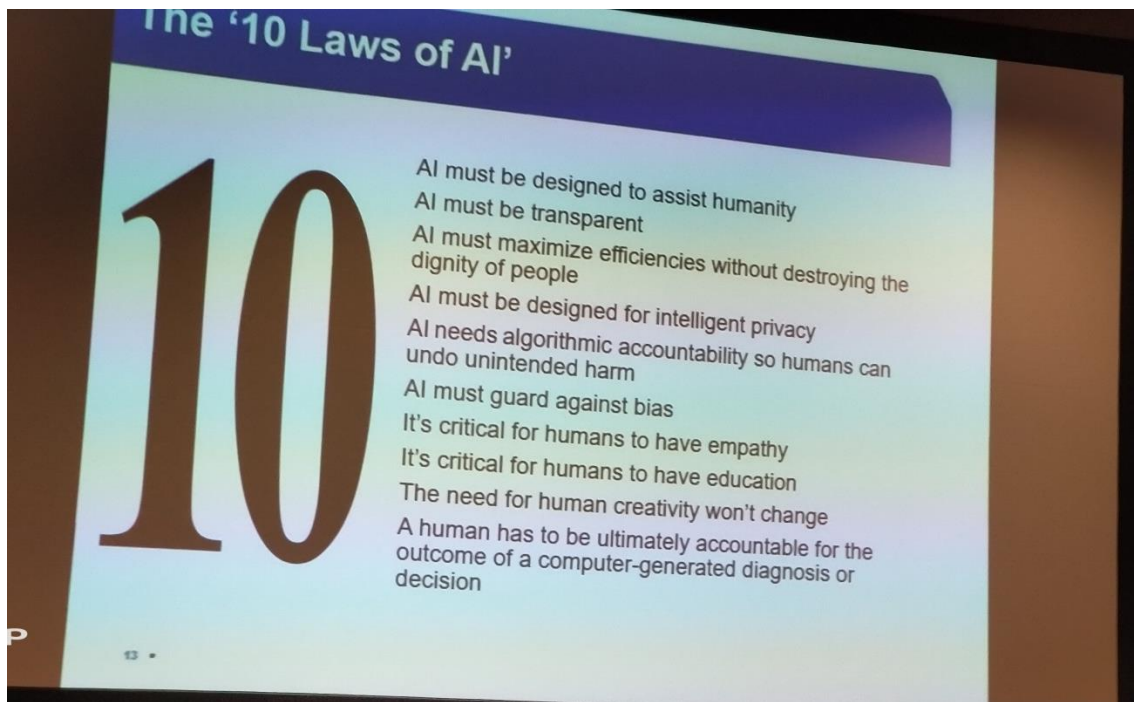 The ‘10 Laws of AI’
10
AI must be designed to assist humanity
AI must be transparent
AI must maximize efficiencies without destroying the
dignity of people
AI must be designed for intelligent privacy
AI needs algorithmic accountability so humans can
undo unintended harm
AI must guard against bias
It’s critical for humans to have empathy
It’s critical for humans to have education
The need for human creativity won’t change
A human has to be ultimately accountable for the
outcome of a computer-generated diagnosis or
decision
P
13